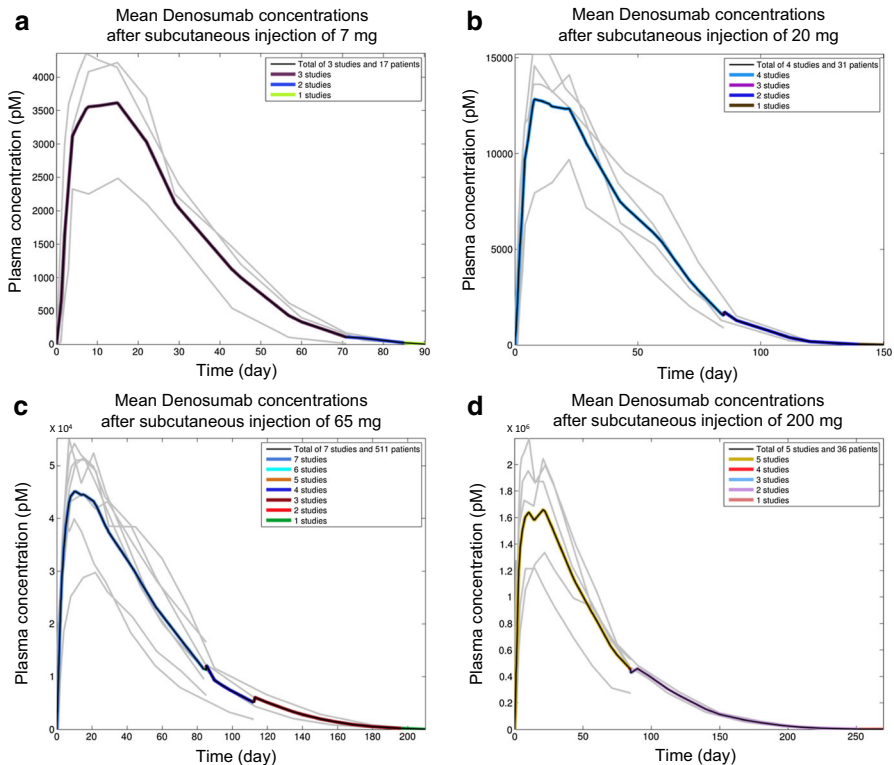 a
Mean Denosumab concentrations
after subcutaneous injection of 7 mg
Plasma concentration (pM)
4000
3500
3000
2500
2000
1500
1000
500
0
Total of 3 studies and 17 patients
3 studies
2 studies
1 studies
0 10 20 30 40 50 60 70 80 90
Time (day)
b
Mean Denosumab concentrations
after subcutaneous injection of 20 mg
Plasma concentration (pM)
15000
10000
5000
0
Total of 4 studies and 31 patients
4 studies
3 studies
2 studies
1 studies
0 50 100 150
Time (day)
c
Mean Denosumab concentrations
after subcutaneous injection of 65 mg
X 10⁴
Plasma concentration (pM)
5
4
3
2
1
0
Total of 7 studies and 511 patients
7 studies
6 studies
5 studies
4 studies
3 studies
2 studies
1 studies
0 20 40 60 80 100 120 140 160 180 200
Time (day)
d
Mean Denosumab concentrations
after subcutaneous injection of 200 mg
X 10⁶
Plasma concentration (pM)
2
1.8
1.6
1.4
1.2
1
0.8
0.6
0.4
0.2
0
Total of 5 studies and 36 patients
5 studies
4 studies
3 studies
2 studies
1 studies
0 50 100 150 200 250
Time (day)